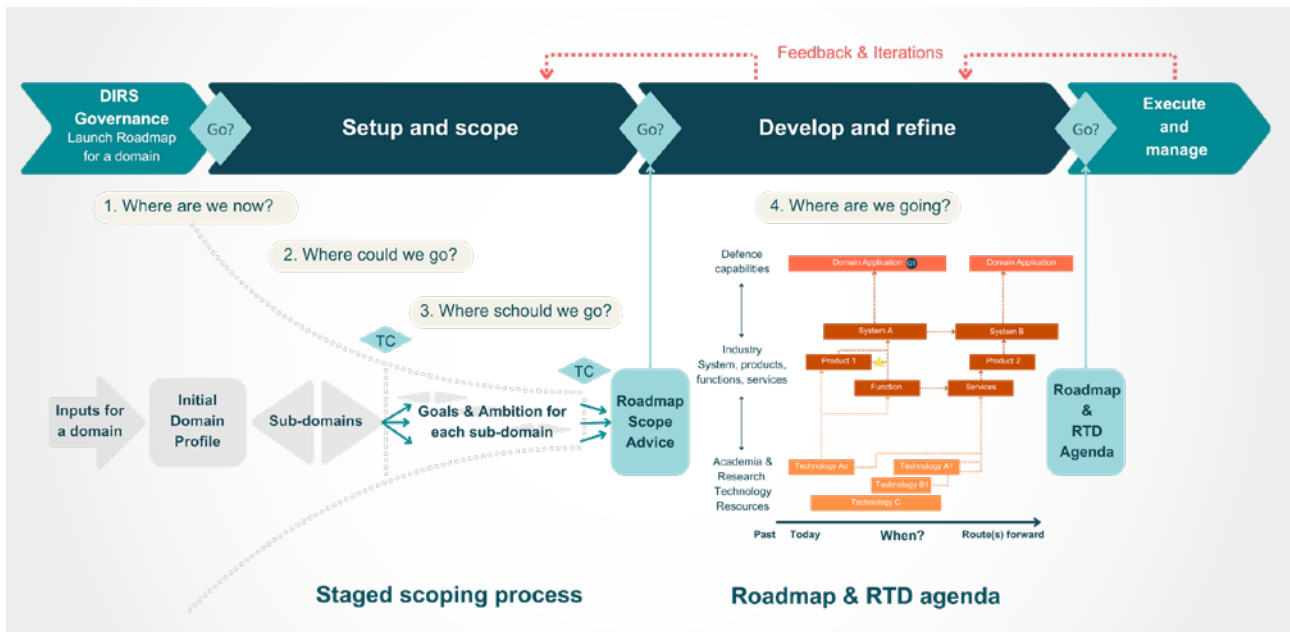 Feedback & Iterations
DIRS
Governance
Launch Roadmap
for a domain
Go?
Setup and scope
Go?
Develop and refine
Go?
Execute
and
manage
1. Where are we now?
2. Where could we go?
3. Where schould we go?
4. Where are we going?
TC
TC
Inputs for
a domain
Initial
Domain
Profile
Sub-domains
Goals & Ambition for
each sub-domain
Roadmap
Scope
Advice
Defence
capabilities
Industry
System, products,
functions, services
Academia &
Research
Technology
Resources
Domain Application
Domain Application
System A
System B
Product 1
Product 2
Function
Services
Technology Ao
Technology A1
Technology B1
Technology C
Past
Today
When?
Route(s) forward
Roadmap
&
RTD
Agenda
Staged scoping process
Roadmap & RTD agenda